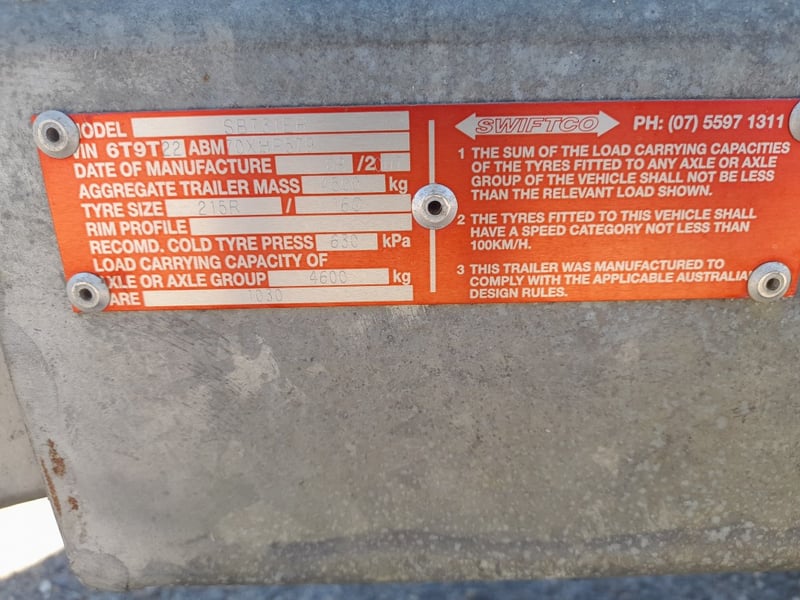 MODEL
VIN 6T9T 22 ABM
DATE OF MANUFACTURE
AGGREGATE TRAILER MASS kg
TYRE SIZE 215R / 16C
RIM PROFILE
RECOMD. COLD TYRE PRESS 630 kPa
LOAD CARRYING CAPACITY OF
AXLE OR AXLE GROUP 4600 kg
TARE 1030
SWIFTCO PH: (07) 5597 1311
1 THE SUM OF THE LOAD CARRYING CAPACITIES
OF THE TYRES FITTED TO ANY AXLE OR AXLE
GROUP OF THE VEHICLE SHALL NOT BE LESS
THAN THE RELEVANT LOAD SHOWN.
2 THE TYRES FITTED TO THIS VEHICLE SHALL
HAVE A SPEED CATEGORY NOT LESS THAN
100KM/H.
3 THIS TRAILER WAS MANUFACTURED TO
COMPLY WITH THE APPLICABLE AUSTRALIAN
DESIGN RULES.